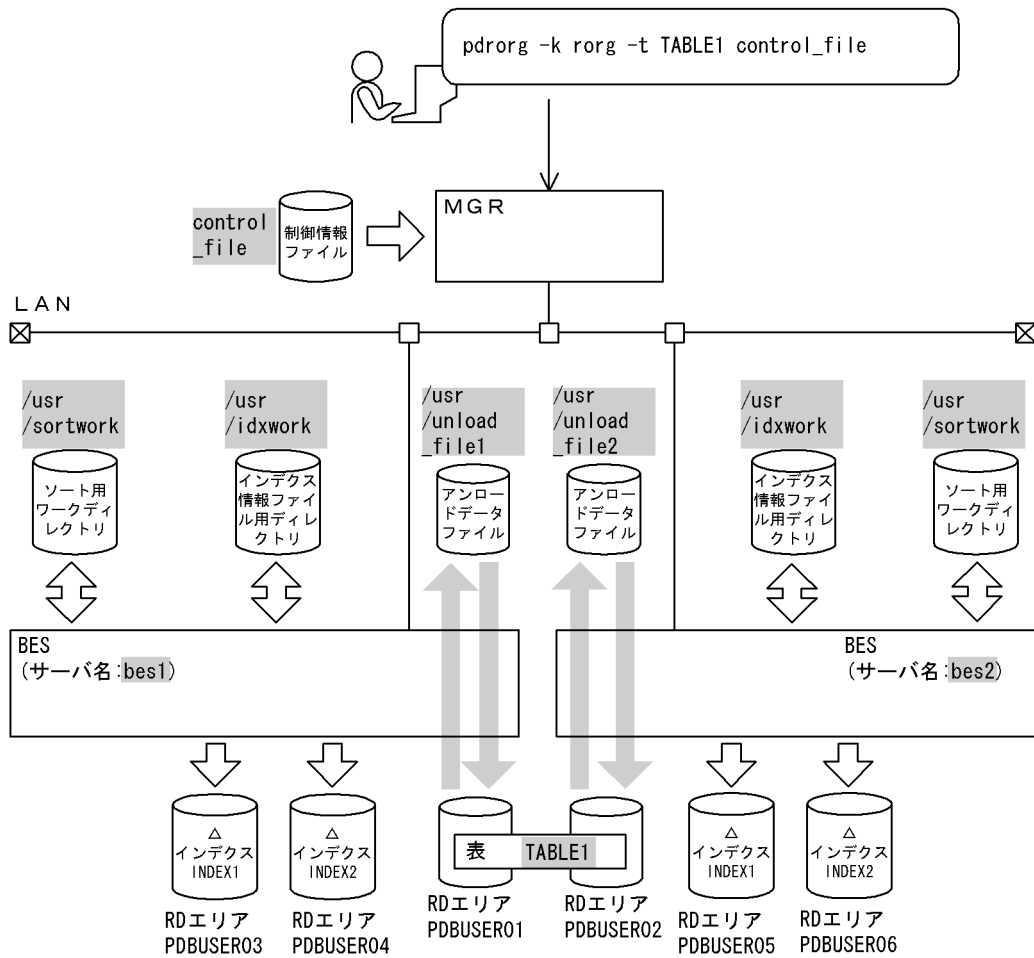 pdrorg -k rorg -t TABLE1 control_file
MGR
control
_file
制御情報
ファイル
LAN
/usr
/sortwork
/usr
/idxwork
/usr
/unload
_file1
/usr
/unload
_file2
/usr
/idxwork
/usr
/sortwork
ソート用
ワークディ
レクトリ
インデクス
情報ファイ
ル用ディレ
クトリ
アンロー
ドデータ
ファイル
アンロー
ドデータ
ファイル
インデクス
情報ファイ
ル用ディレ
クトリ
ソート用
ワークディ
レクトリ
BES
(サーバ名:bes1)
BES
(サーバ名:bes2)
△
インデクス
INDEX1
△
インデクス
INDEX2
表 TABLE1
△
インデクス
INDEX1
△
インデクス
INDEX2
RDエリア
PDBUSER03
RDエリア
PDBUSER04
RDエリア
PDBUSER01
RDエリア
PDBUSER02
RDエリア
PDBUSER05
RDエリア
PDBUSER06